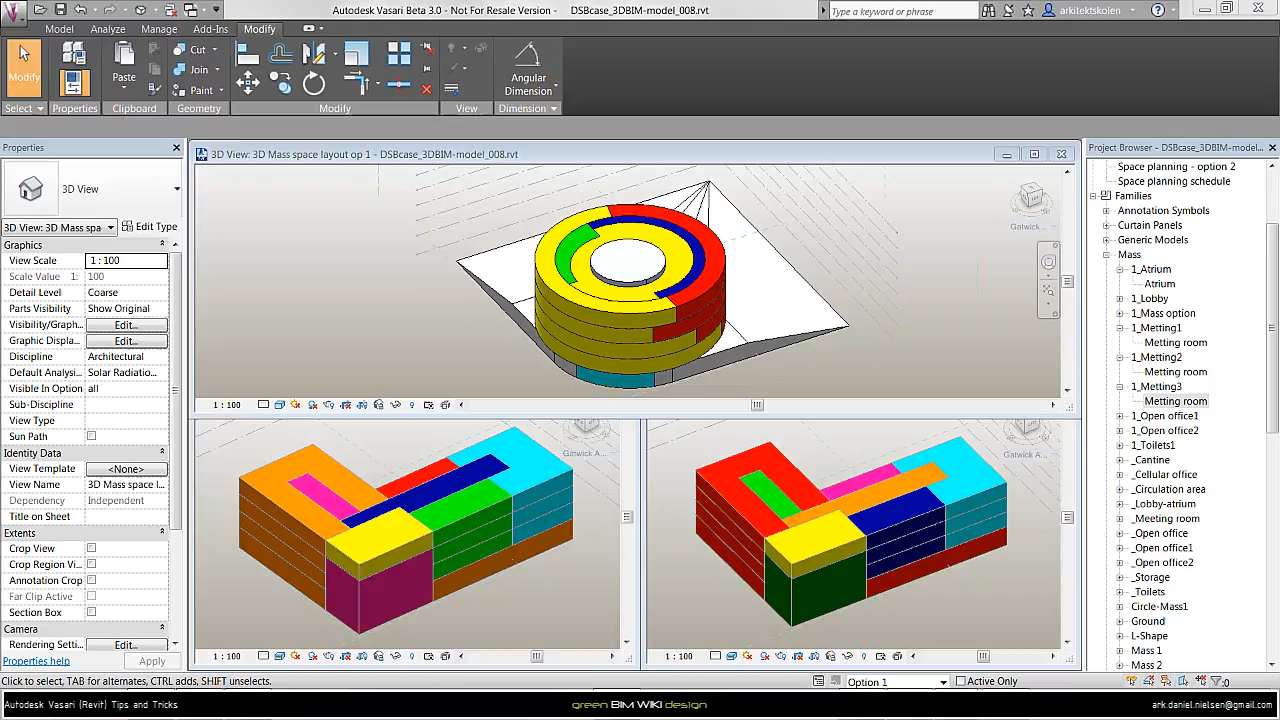 Autodesk Vasari Beta 3.0 - Not For Resale Version - DSBcase_3DBIM-model_008.rvt
Type a keyword or phrase
arkitektskolen
Model Analyze Manage Add-Ins Modify
Modify
Paste
Cut
Join
Paint
Angular
Dimension
Select Properties Clipboard Geometry Modify View Dimension
Properties
3D View
3D View: 3D Mass spa
Edit Type
Graphics
View Scale 1 : 100
Scale Value 1: 100
Detail Level Coarse
Parts Visibility Show Original
Visibility/Graph... Edit...
Graphic Displa... Edit...
Discipline Architectural
Default Analysi... Solar Radiatio...
Visible In Option all
Sub-Discipline
View Type
Sun Path
Identity Data
View Template <None>
View Name 3D Mass space l...
Dependency Independent
Title on Sheet
Extents
Crop View
Crop Region Vi...
Annotation Crop
Far Clip Active
Section Box
Camera
Rendering Setti... Edit...
Properties help
Apply
3D View: 3D Mass space layout op 1 - DSBcase_3DBIM-model_008.rvt
Gatwick...
1 : 100
Gatwick A...
1 : 100
Gatwick A...
1 : 100
Project Browser - DSBcase_3DBIM-model_...
Space planning - option 2
Space planning schedule
Families
Annotation Symbols
Curtain Panels
Generic Models
Mass
1_Atrium
Atrium
1_Lobby
1_Mass option
1_Metting1
Metting room
1_Metting2
Metting room
1_Metting3
Metting room
1_Open office1
1_Open office2
1_Toilets1
_Cantine
_Cellular office
_Circulation area
_Lobby-atrium
_Meeting room
_Open office
_Open office1
_Open office2
_Storage
_Toilets
Circle-Mass1
Ground
L-Shape
Mass 1
Mass 2
Click to select, TAB for alternates, CTRL adds, SHIFT unselects.
Option 1
Active Only
:0
Autodesk Vasari (Revit) Tips and Tricks
green BIM WIKI design
ark.daniel.nielsen@gmail.com